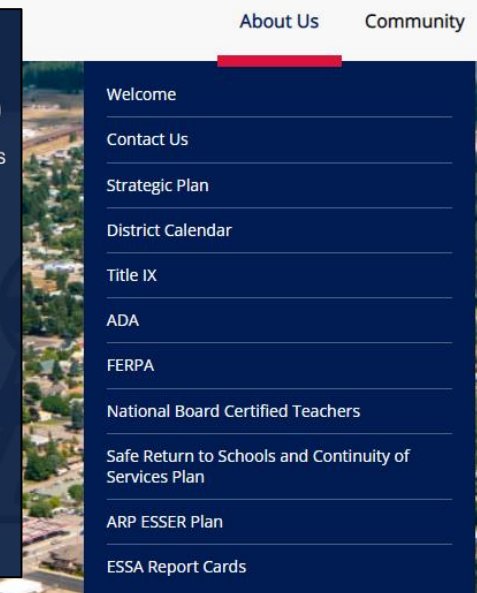 About Us
Community
Welcome
Contact Us
Strategic Plan
District Calendar
Title IX
ADA
FERPA
National Board Certified Teachers
Safe Return to Schools and Continuity of
Services Plan
ARP ESSER Plan
ESSA Report Cards